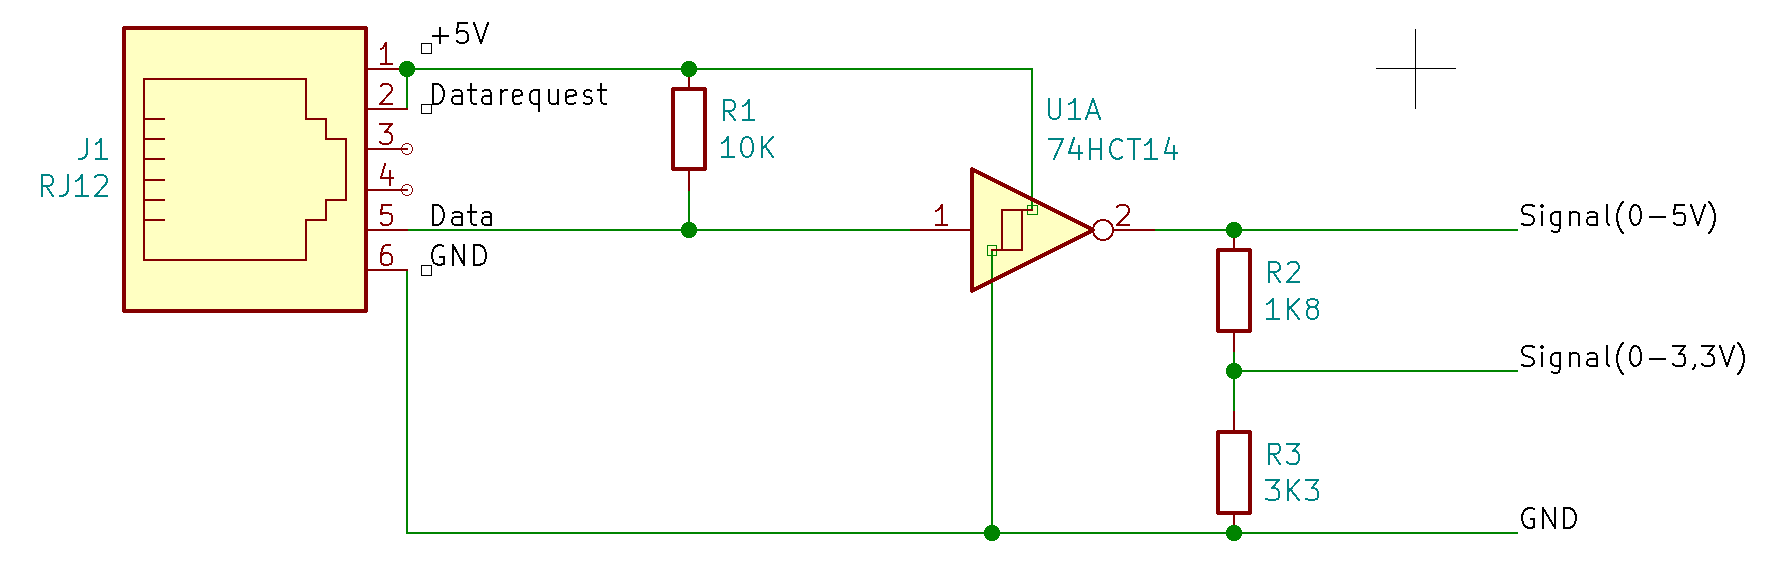 J1
RJ12
1
2
3
4
5
6
+5V
Datarequest
Data
GND
R1
10K
U1A
74HCT14
1
2
Signal(0-5V)
R2
1K8
Signal(0-3,3V)
R3
3K3
GND